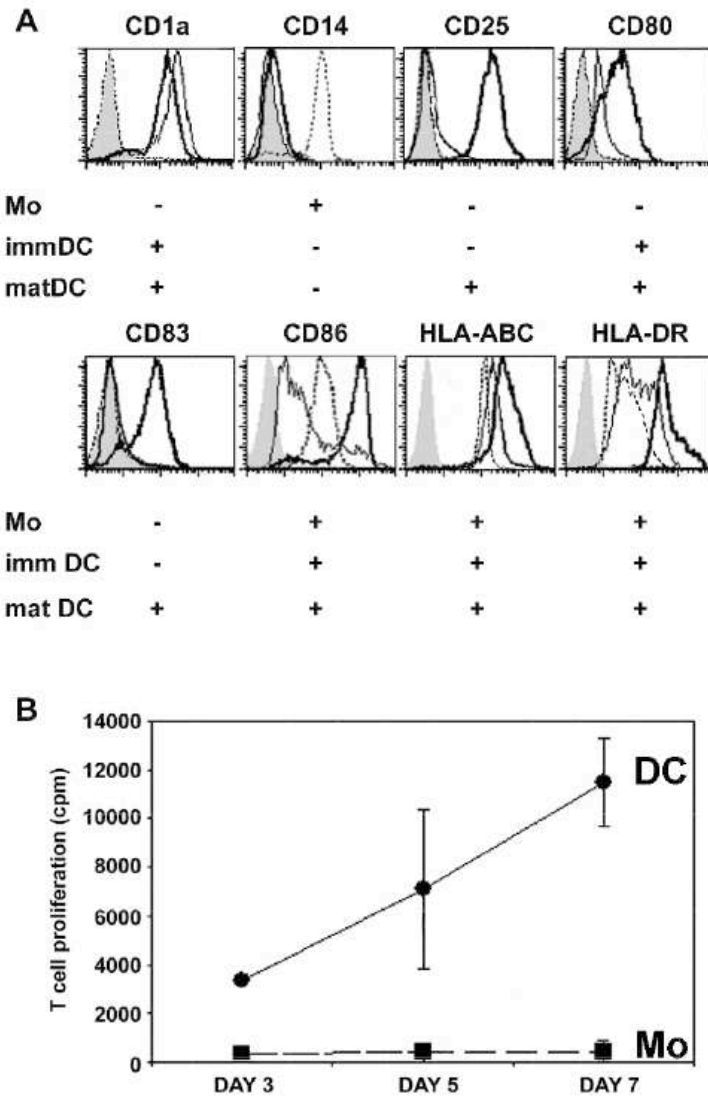 A
CD1a CD14 CD25 CD80
Mo - + - -
immDC + - - +
matDC + - + +
CD83 CD86 HLA-ABC HLA-DR
Mo - + + +
imm DC - + + +
mat DC + + + +
B
T cell proliferation (cpm)
14000
12000
10000
8000
6000
4000
2000
0
DC
Mo
DAY 3 DAY 5 DAY 7